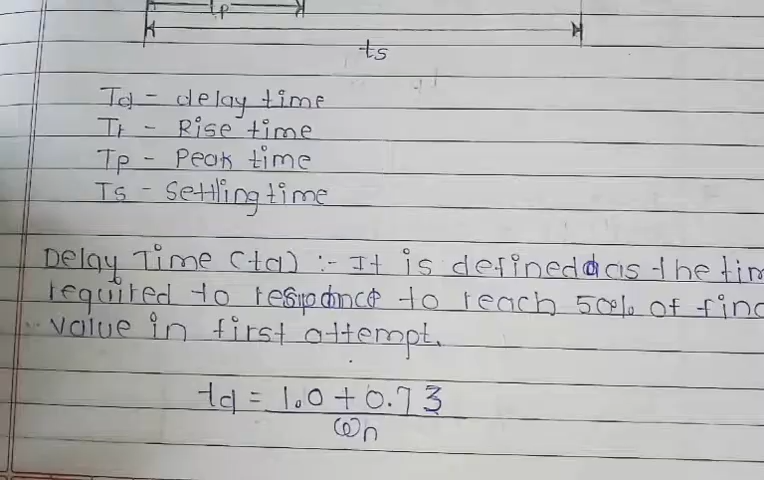 tp
ts
Td - delay time
Tr - Rise time
Tp - Peak time
Ts - Settling time
Delay Time (td) :- It is defined as the tim
required to responce to reach 50% of fina
value in first attempt.
td = 1.0 + 0.73
ωn